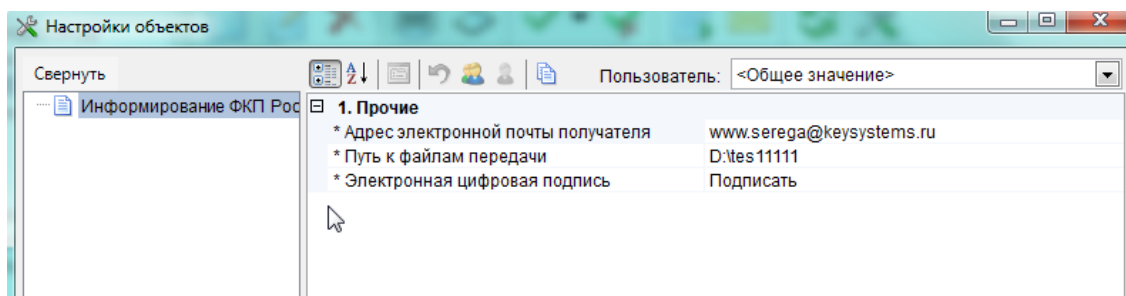 Настройки объектов
Свернуть
Пользователь: <Общее значение>
Информирование ФКП Рос
1. Прочие
* Адрес электронной почты получателя www.serega@keysystems.ru
* Путь к файлам передачи D:\tes11111
* Электронная цифровая подпись Подписать